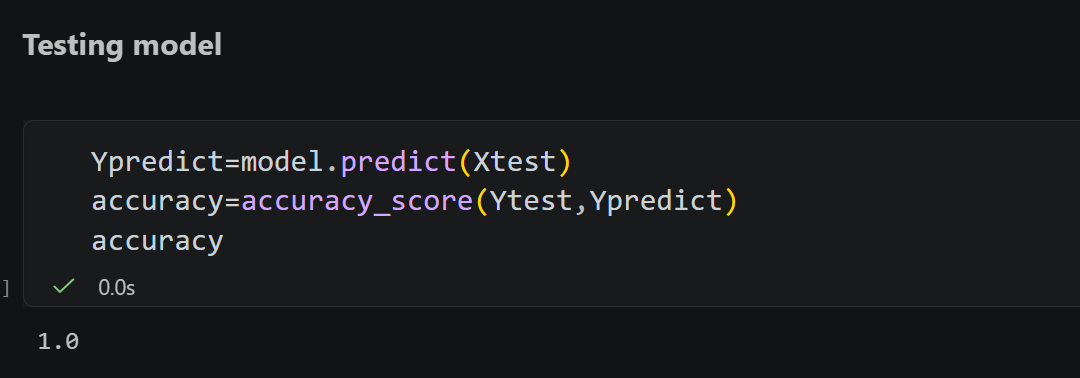 Testing model
Ypredict=model.predict(Xtest)
accuracy=accuracy_score(Ytest,Ypredict)
accuracy
] 0.0s
1.0